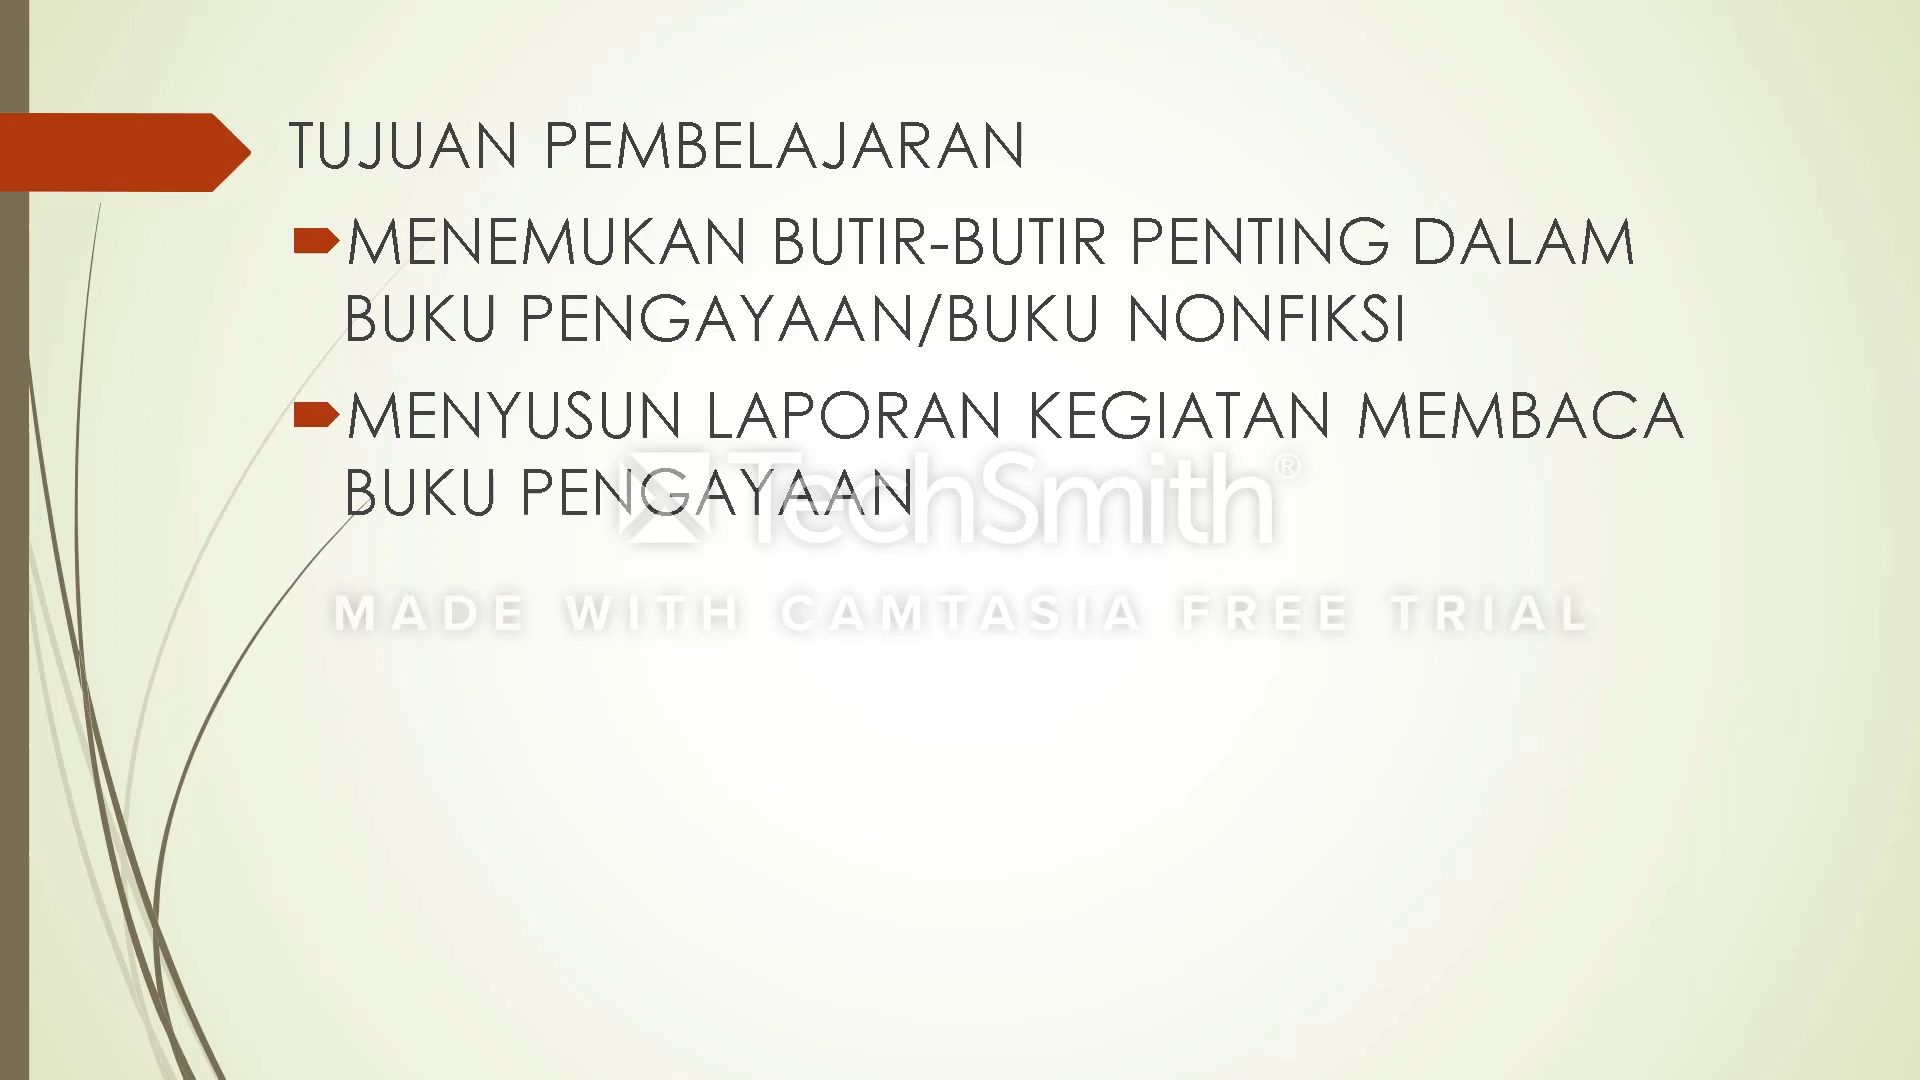 TUJUAN PEMBELAJARAN
MENEMUKAN BUTIR-BUTIR PENTING DALAM
BUKU PENGAYAAN/BUKU NONFIKSI
MENYUSUN LAPORAN KEGIATAN MEMBACA
BUKU PENGAYAAN
TechSmith®
MADE WITH CAMTASIA FREE TRIAL